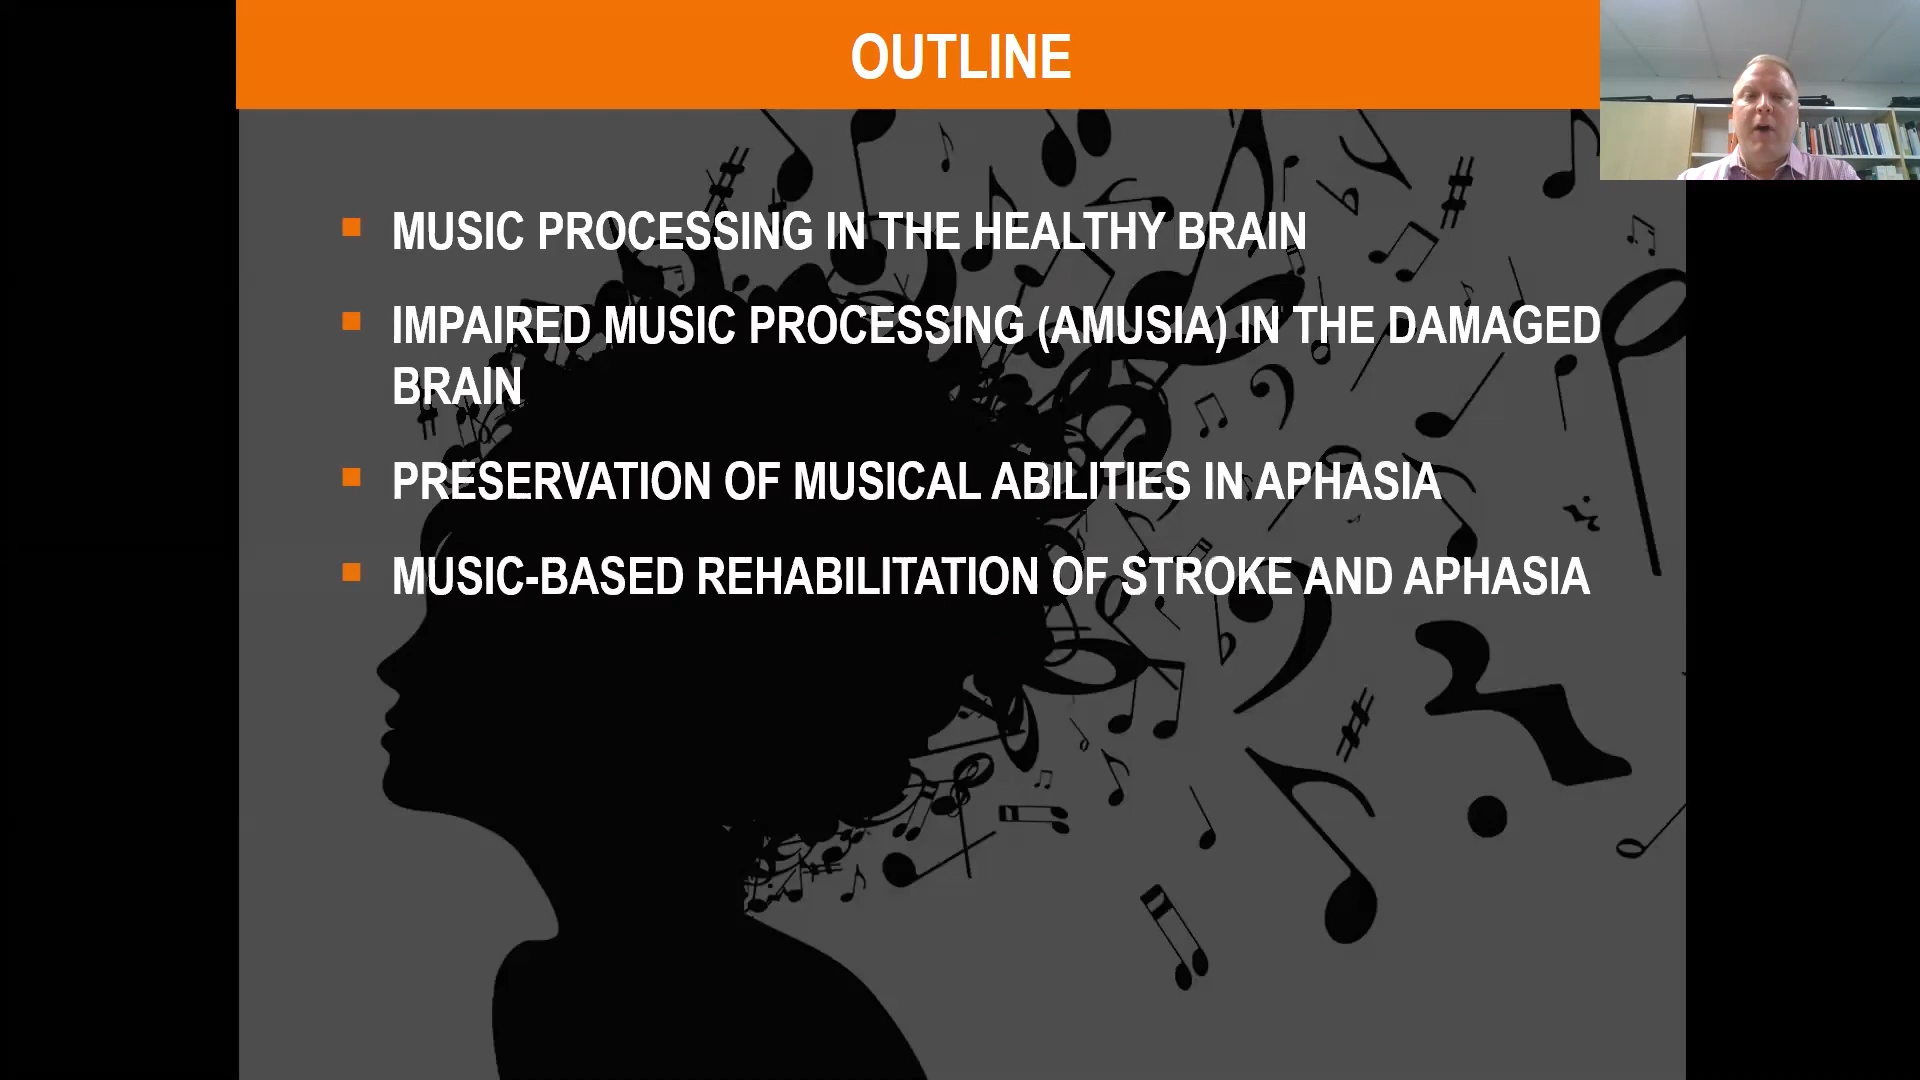 OUTLINE
MUSIC PROCESSING IN THE HEALTHY BRAIN
IMPAIRED MUSIC PROCESSING (AMUSIA) IN THE DAMAGED
BRAIN
PRESERVATION OF MUSICAL ABILITIES IN APHASIA
MUSIC-BASED REHABILITATION OF STROKE AND APHASIA